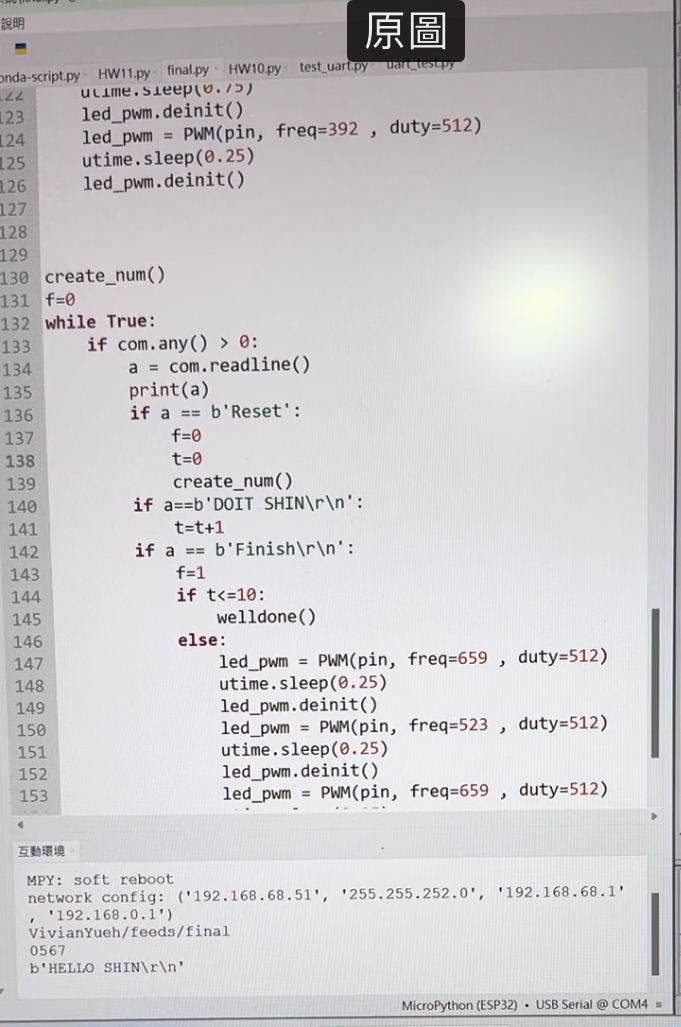 原圖
說明
onda-script.py HW11.py final.py HW10.py test_uart.py uart_test.py
122 utime.sleep(0.75)
123 led_pwm.deinit()
124 led_pwm = PWM(pin, freq=392 , duty=512)
125 utime.sleep(0.25)
126 led_pwm.deinit()
127
128
129
130 create_num()
131 f=0
132 while True:
133 if com.any() > 0:
134 a = com.readline()
135 print(a)
136 if a == b'Reset':
137 f=0
138 t=0
139 create_num()
140 if a==b'DOIT SHIN\r\n':
141 t=t+1
142 if a == b'Finish\r\n':
143 f=1
144 if t<=10:
145 welldone()
146 else:
147 led_pwm = PWM(pin, freq=659 , duty=512)
148 utime.sleep(0.25)
149 led_pwm.deinit()
150 led_pwm = PWM(pin, freq=523 , duty=512)
151 utime.sleep(0.25)
152 led_pwm.deinit()
153 led_pwm = PWM(pin, freq=659 , duty=512)
互動環境
MPY: soft reboot
network config: ('192.168.68.51', '255.255.252.0', '192.168.68.1'
, '192.168.0.1')
VivianYueh/feeds/final
0567
b'HELLO SHIN\r\n'
MicroPython (ESP32) • USB Serial @ COM4 ≡